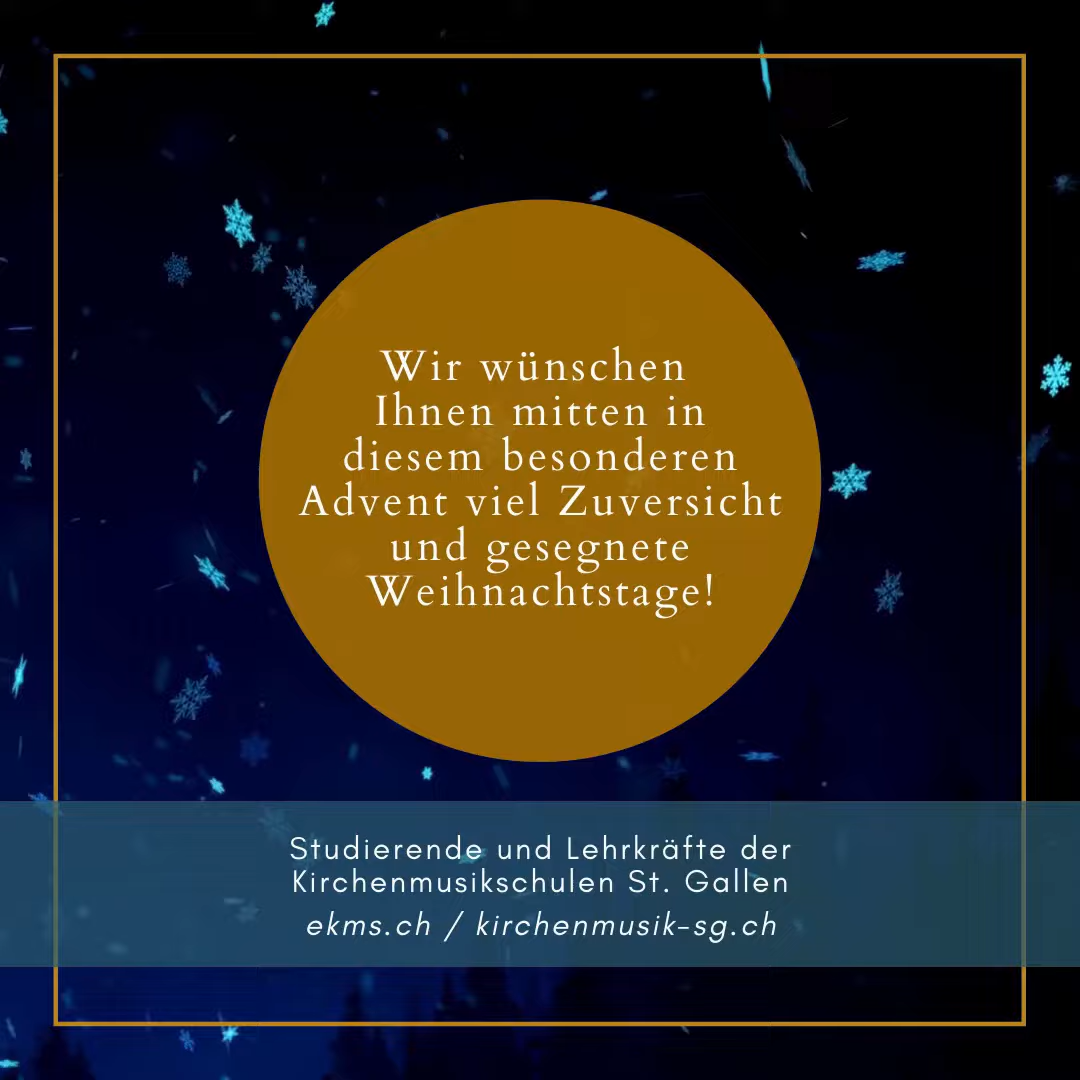 Wir wünschen
Ihnen mitten in
diesem besonderen
Advent viel Zuversicht
und gesegnete
Weihnachtstage!
Studierende und Lehrkräfte der
Kirchenmusikschulen St. Gallen
ekms.ch / kirchenmusik-sg.ch